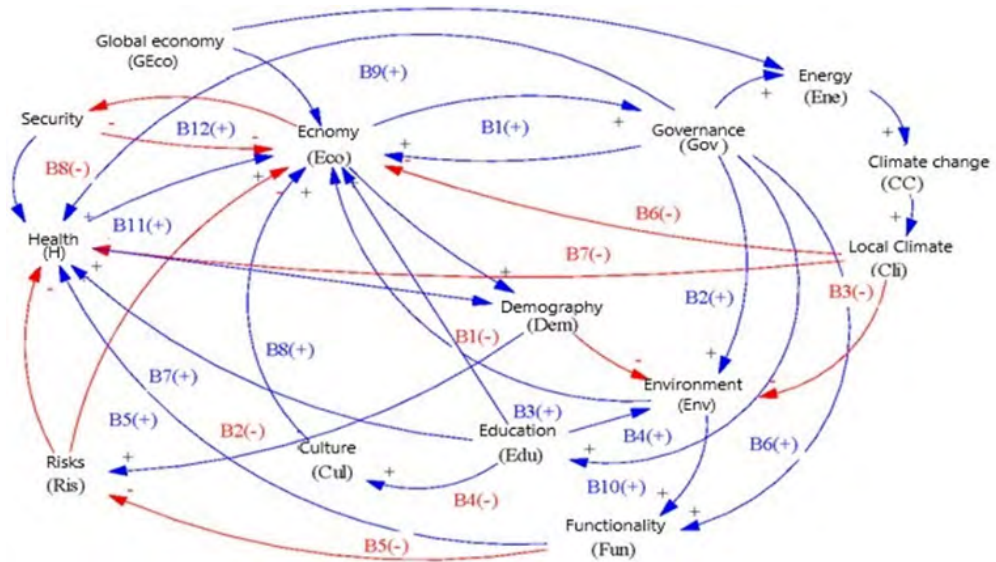 Global economy
(GEco)
Energy
(Ene)
B9(+)
+
Security
-
B12(+)
-
Ecnomy
(Eco)
+
B1(+)
+
Governance
(Gov)
+
Climate change
(CC)
B8(-)
+
-
+
-
+
B6(-)
+
B11(+)
Health
(H)
-
+
B7(-)
Local Climate
(Cli)
-
+
Demography
(Dem)
B2(+)
B3(-)
B1(-)
B8(+)
-
+
-
B7(+)
Environment
(Env)
B5(+)
B2(-)
B3(+)
Education
(Edu)
B4(+)
B6(+)
+
Risks
(Ris)
+
-
Culture
(Cul)
+
B4(-)
B10(+)
+
+
Functionality
(Fun)
B5(-)